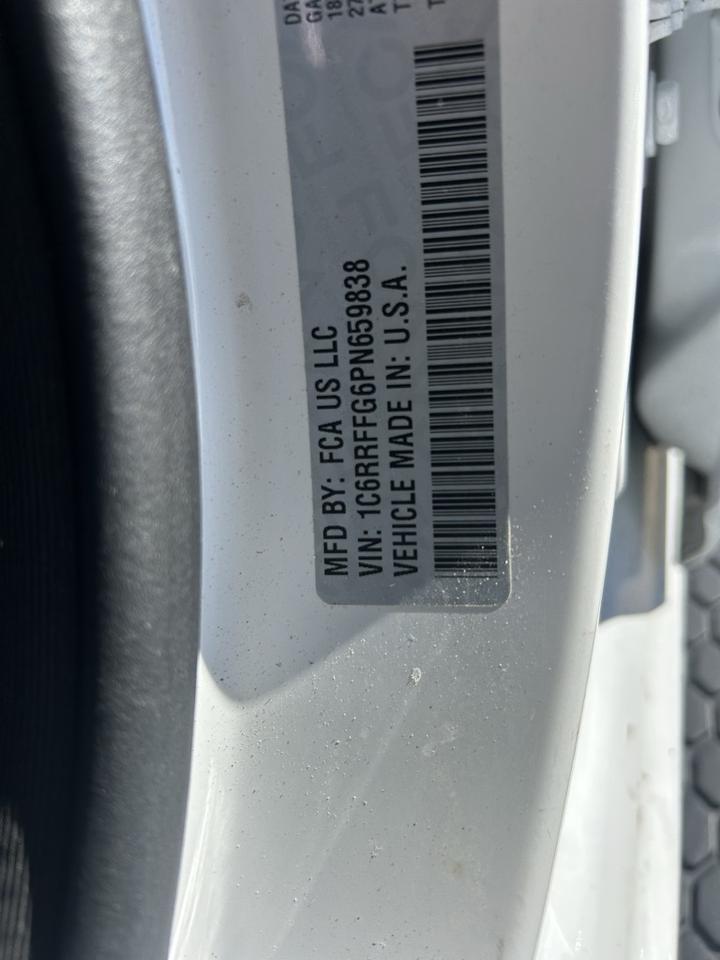 MFD BY: FCA US LLC
VIN: 1C6RRFFG6PN659838
VEHICLE MADE IN: U.S.A.